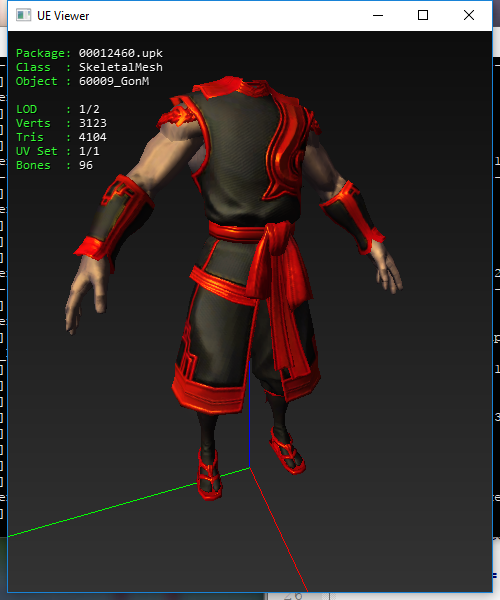 UE Viewer
Package: 00012460.upk
Class : SkeletalMesh
Object : 60009_GonM
LOD : 1/2
Verts : 3123
Tris : 4104
UV Set : 1/1
Bones : 96